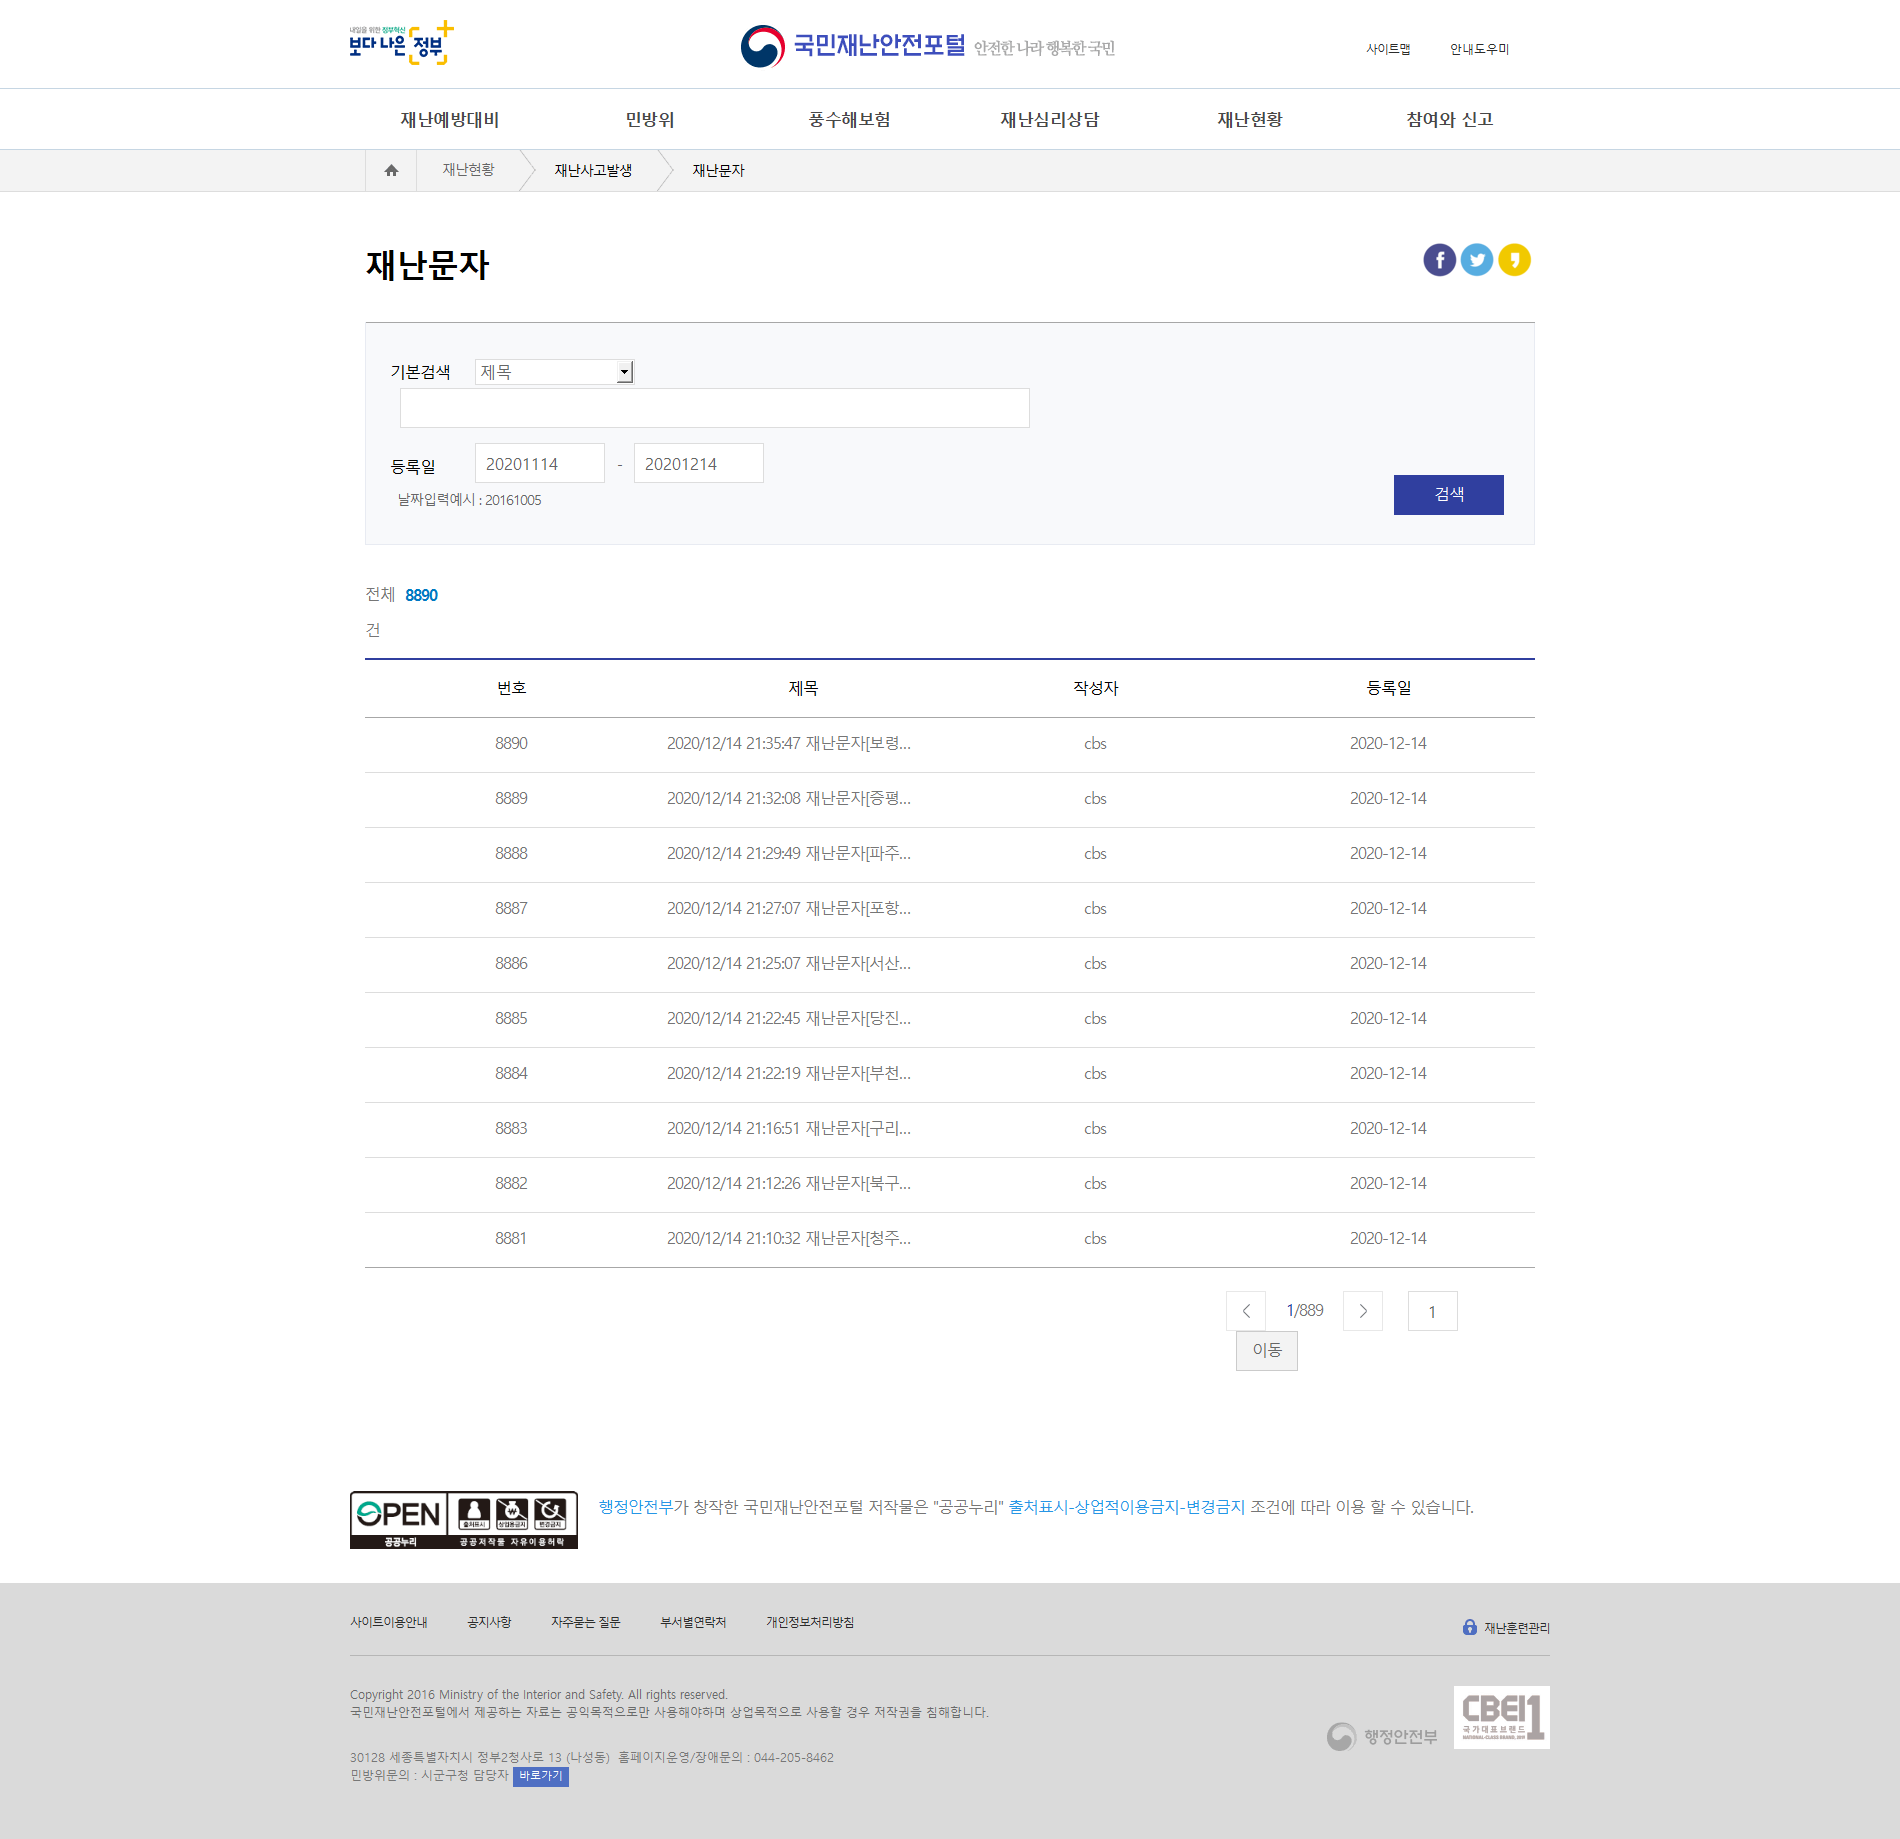 내일을 위한 정부혁신
보다 나은 정부
국민재난안전포털 안전한 나라 행복한 국민
사이트맵 안내도우미
재난예방대비 민방위 풍수해보험 재난심리상담 재난현황 참여와 신고
재난현황 재난사고발생 재난문자
재난문자
기본검색 제목
등록일 20201114 - 20201214
날짜입력예시 : 20161005
검색
전체 8890
건
번호 제목 작성자 등록일
8890 2020/12/14 21:35:47 재난문자[보령... cbs 2020-12-14
8889 2020/12/14 21:32:08 재난문자[증평... cbs 2020-12-14
8888 2020/12/14 21:29:49 재난문자[파주... cbs 2020-12-14
8887 2020/12/14 21:27:07 재난문자[포항... cbs 2020-12-14
8886 2020/12/14 21:25:07 재난문자[서산... cbs 2020-12-14
8885 2020/12/14 21:22:45 재난문자[당진... cbs 2020-12-14
8884 2020/12/14 21:22:19 재난문자[부천... cbs 2020-12-14
8883 2020/12/14 21:16:51 재난문자[구리... cbs 2020-12-14
8882 2020/12/14 21:12:26 재난문자[북구... cbs 2020-12-14
8881 2020/12/14 21:10:32 재난문자[청주... cbs 2020-12-14
< 1/889 > 1
이동
OPEN 출처표시 상업용금지 변경금지
공공누리 공공저작물 자유이용허락
행정안전부가 창작한 국민재난안전포털 저작물은 "공공누리" 출처표시-상업적이용금지-변경금지 조건에 따라 이용 할 수 있습니다.
사이트이용안내 공지사항 자주묻는 질문 부서별연락처 개인정보처리방침
재난훈련관리
Copyright 2016 Ministry of the Interior and Safety. All rights reserved.
국민재난안전포털에서 제공하는 자료는 공익목적으로만 사용해야하며 상업목적으로 사용할 경우 저작권을 침해합니다.
행정안전부
CBEI1
국가대표브랜드
NATIONAL-CLASS BRAND, 2011
30128 세종특별자치시 정부2청사로 13 (나성동) 홈페이지운영/장애문의 : 044-205-8462
민방위문의 : 시군구청 담당자 바로가기